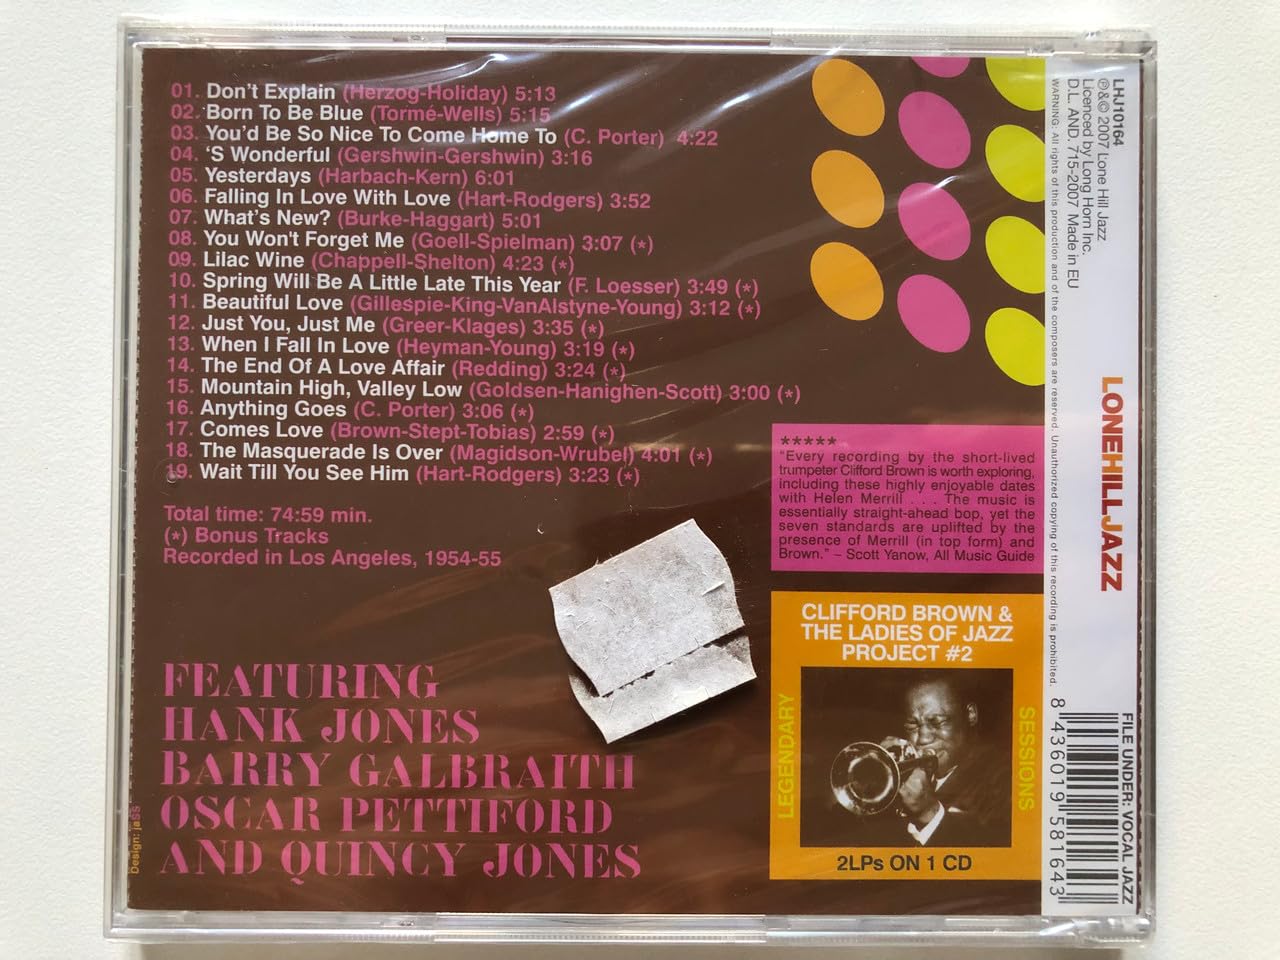 01. Don't Explain (Herzog-Holiday) 5:13
02. Born To Be Blue (Tormé-Wells) 5:15
03. You'd Be So Nice To Come Home To (C. Porter) 4:22
04. ‘S Wonderful (Gershwin-Gershwin) 3:16
05. Yesterdays (Harbach-Kern) 6:01
06. Falling In Love With Love (Hart-Rodgers) 3:52
07. What's New? (Burke-Haggart) 5:01
08. You Won't Forget Me (Goell-Spielman) 3:07 (*)
09. Lilac Wine (Chappell-Shelton) 4:23 (*)
10. Spring Will Be A Little Late This Year (F. Loesser) 3:49 (*)
11. Beautiful Love (Gillespie-King-VanAlstyne-Young) 3:12 (*)
12. Just You, Just Me (Greer-Klages) 3:35 (*)
13. When I Fall In Love (Heyman-Young) 3:19 (*)
14. The End Of A Love Affair (Redding) 3:24 (*)
15. Mountain High, Valley Low (Goldsen-Hanighen-Scott) 3:00 (*)
16. Anything Goes (C. Porter) 3:06 (*)
17. Comes Love (Brown-Stept-Tobias) 2:59 (*)
18. The Masquerade Is Over (Magidson-Wrubel) 4:01 (*)
19. Wait Till You See Him (Hart-Rodgers) 3:23 (*)
Total time: 74:59 min.
(*) Bonus Tracks
Recorded in Los Angeles, 1954-55
FEATURING
HANK JONES
BARRY GALBRAITH
OSCAR PETTIFORD
AND QUINCY JONES
Design: jaSS
*****
“Every recording by the short-lived
trumpeter Clifford Brown is worth exploring,
including these highly enjoyable dates
with Helen Merrill . . . The music is
essentially straight-ahead bop, yet the
seven standards are uplifted by the
presence of Merrill (in top form) and
Brown.” – Scott Yanow, All Music Guide
CLIFFORD BROWN &
THE LADIES OF JAZZ
PROJECT #2
LEGENDARY
SESSIONS
2LPs ON 1 CD
LHJ10164
℗&© 2007 Lone Hill Jazz
Licenced by Long Horn Inc.
D.L. AND. 715-2007 Made in EU
WARNING: All rights of this production and of the composers are reserved. Unauthorized copying of this recording is prohibited.
LONEHILLJAZZ
FILE UNDER: VOCAL JAZZ
8 436019 581643